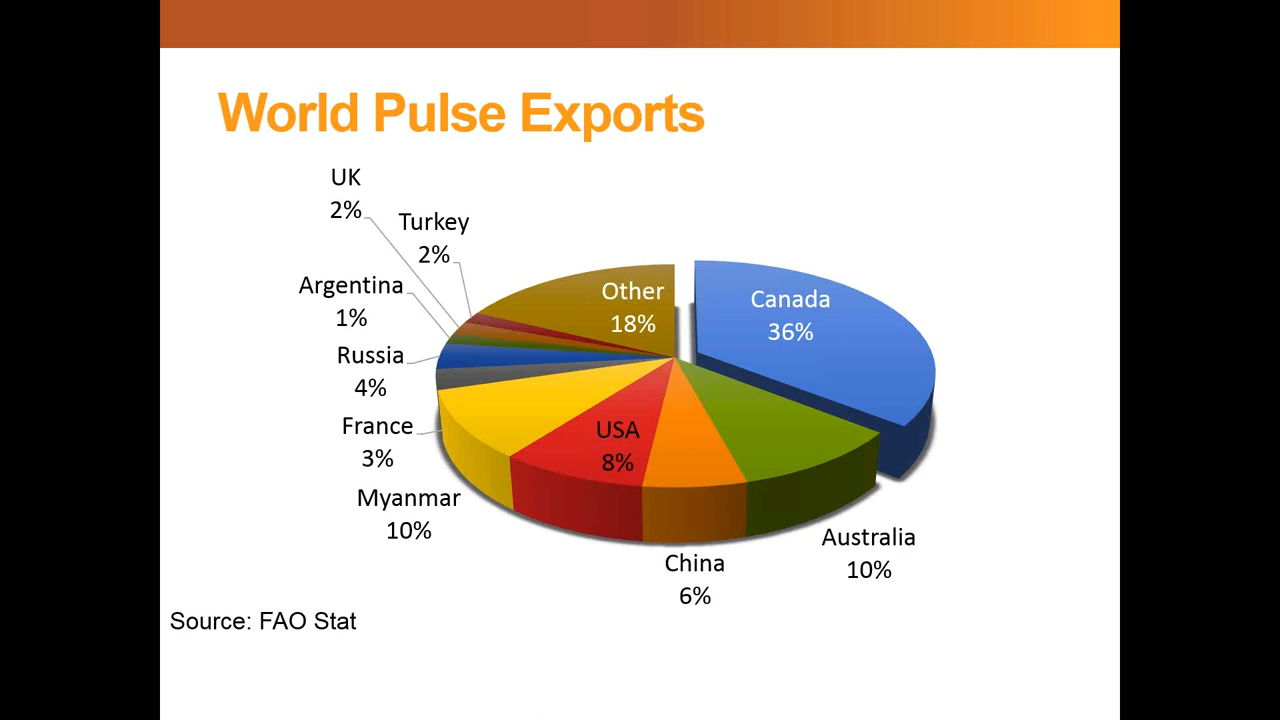 World Pulse Exports
UK
2%
Turkey
2%
Argentina
1%
Russia
4%
France
3%
Myanmar
10%
Other
18%
Canada
36%
USA
8%
China
6%
Australia
10%
Source: FAO Stat